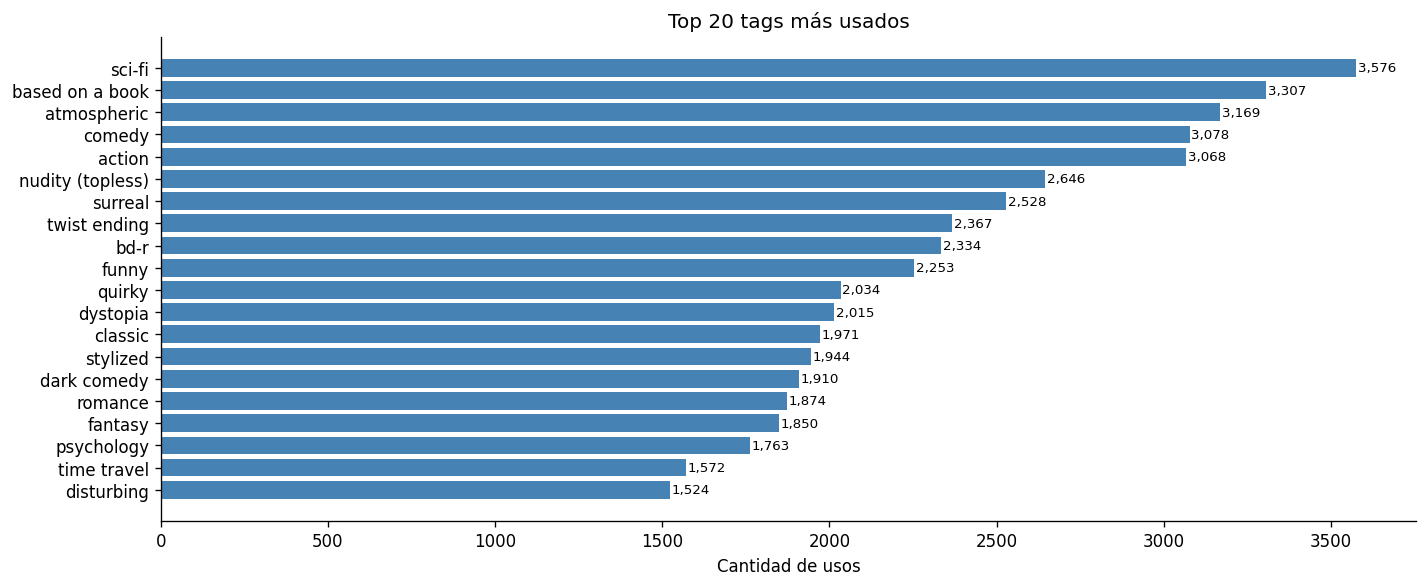 Top 20 tags más usados
sci-fi 3,576
based on a book 3,307
atmospheric 3,169
comedy 3,078
action 3,068
nudity (topless) 2,646
surreal 2,528
twist ending 2,367
bd-r 2,334
funny 2,253
quirky 2,034
dystopia 2,015
classic 1,971
stylized 1,944
dark comedy 1,910
romance 1,874
fantasy 1,850
psychology 1,763
time travel 1,572
disturbing 1,524
0 500 1000 1500 2000 2500 3000 3500
Cantidad de usos